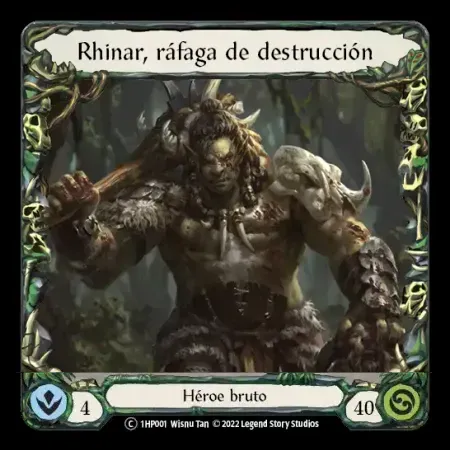 Rhinar, ráfaga de destrucción
Héroe bruto
4
40
C 1HP001 Wisnu Tan © 2022 Legend Story Studios